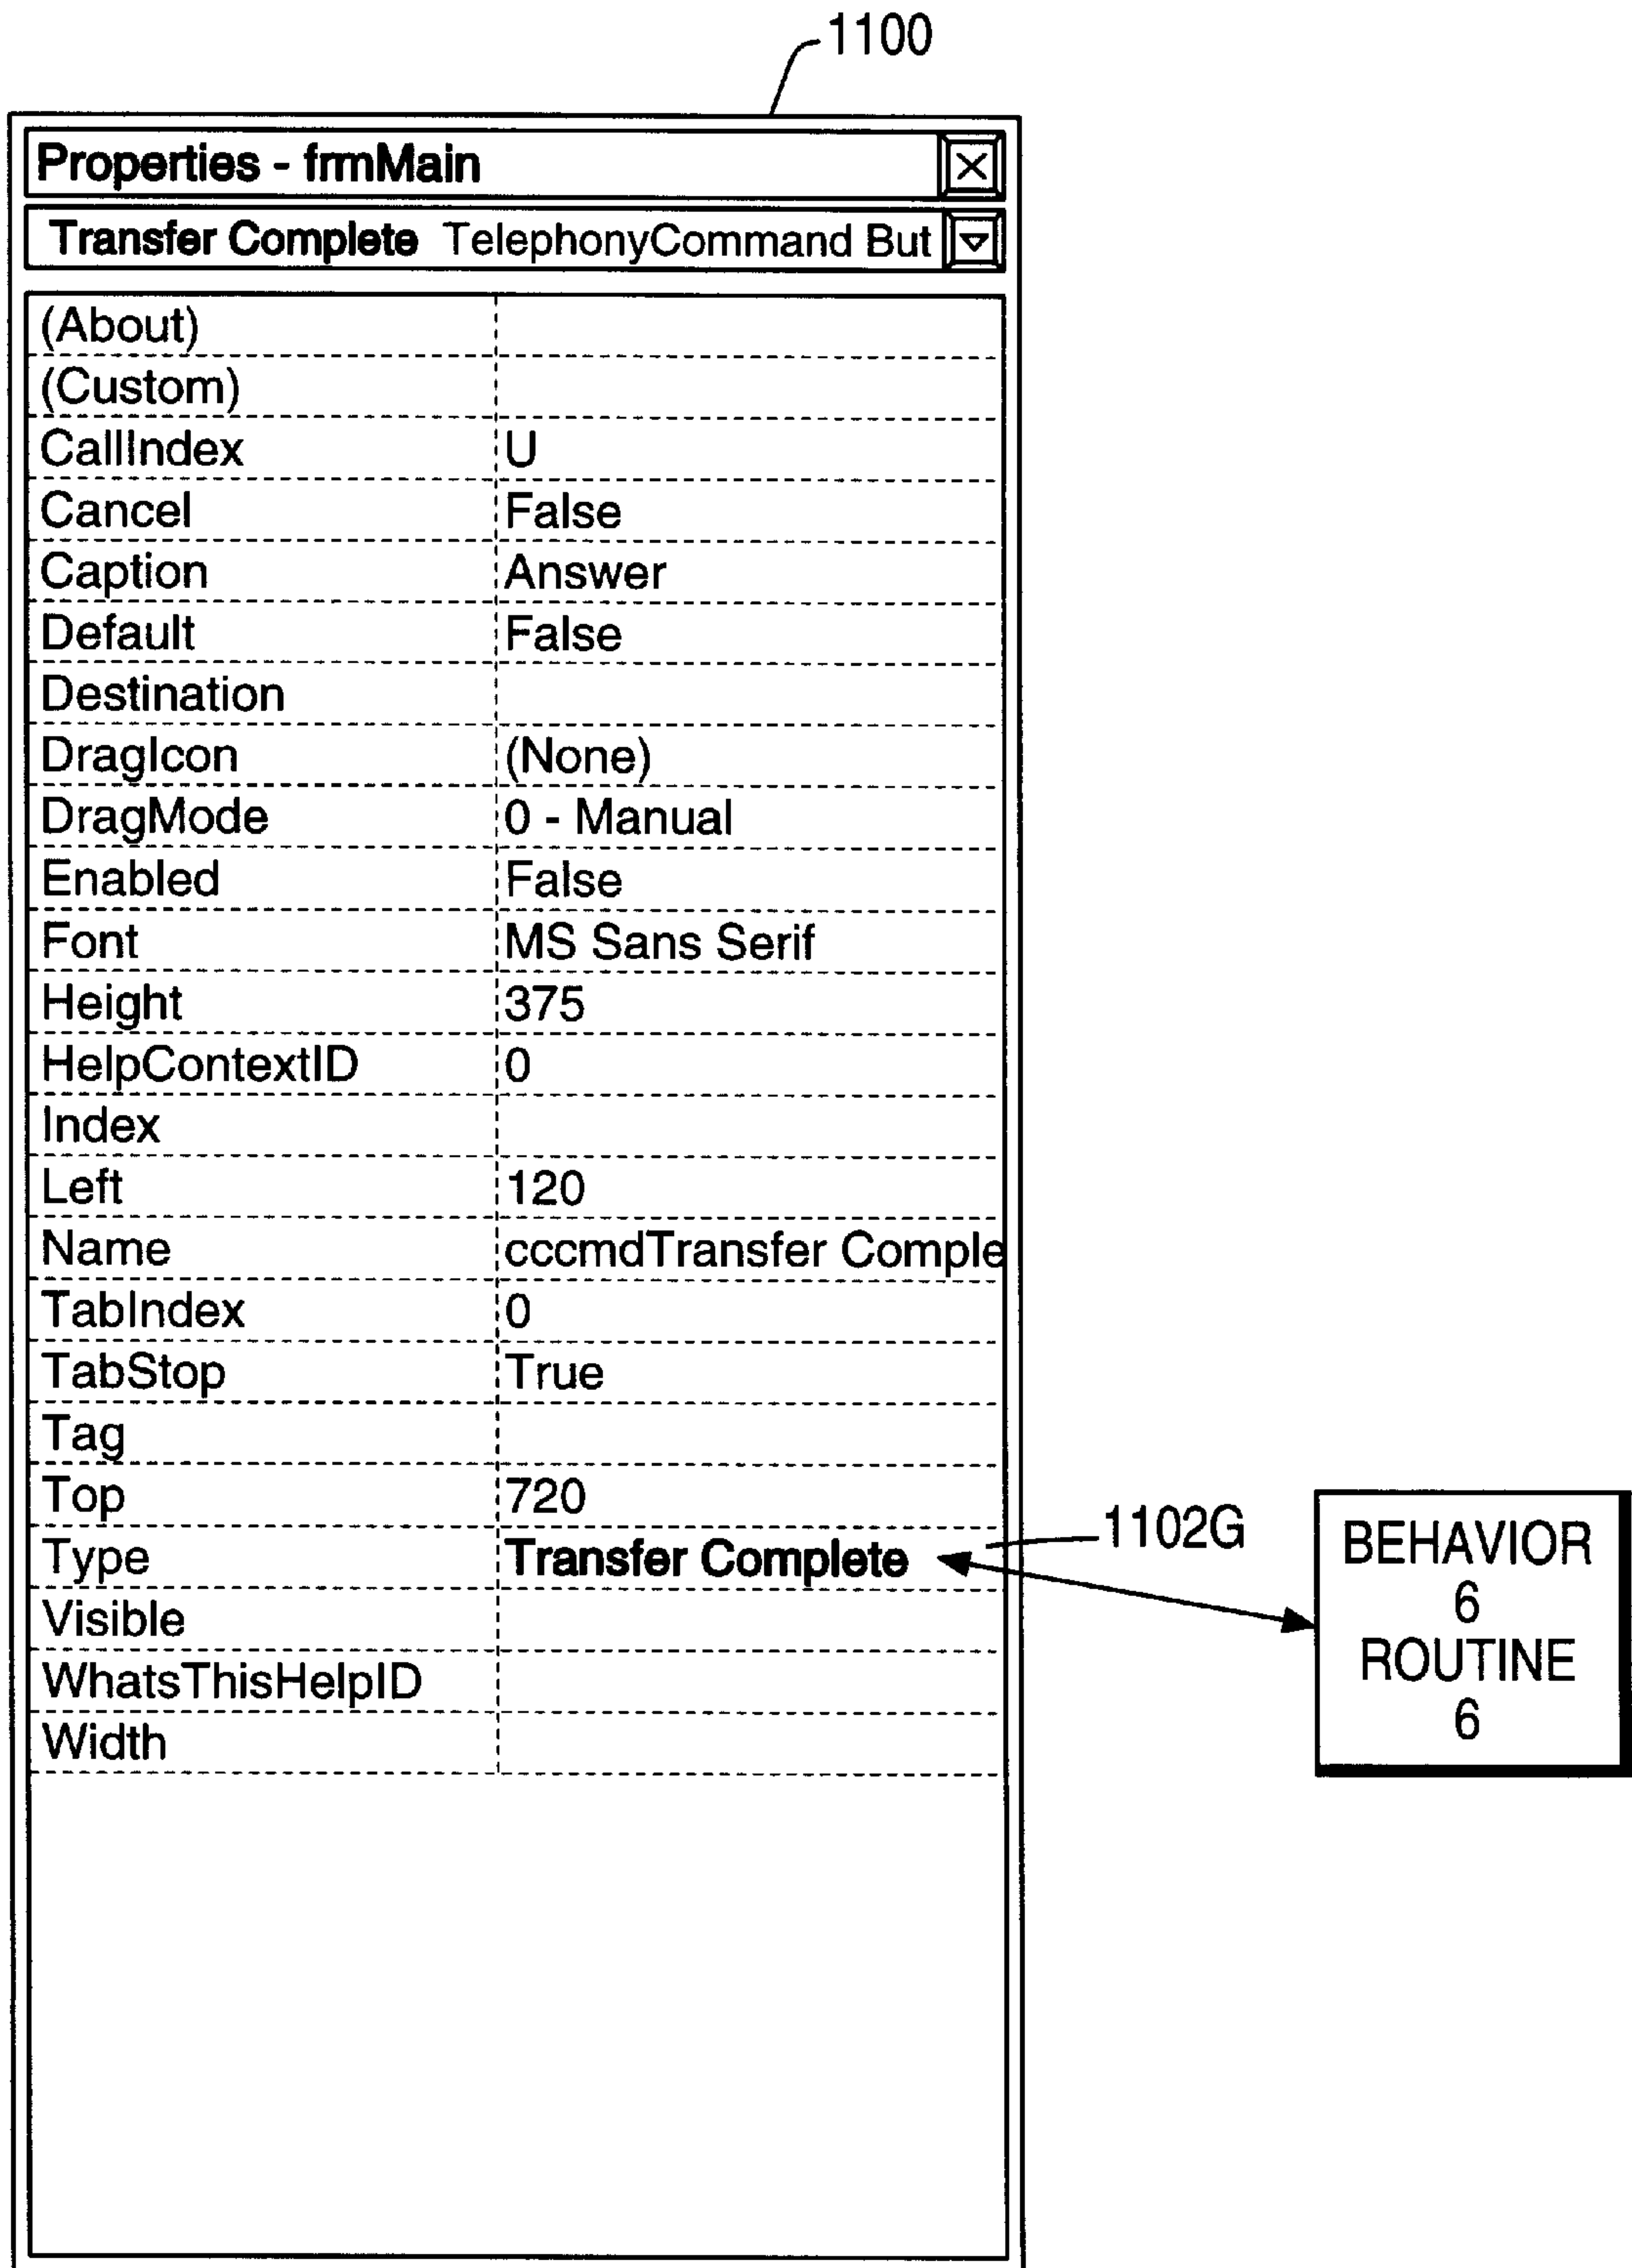 1100
Properties - frmMain
Transfer Complete TelephonyCommand But
(About)
(Custom)
CallIndex U
Cancel False
Caption Answer
Default False
Destination
DragIcon (None)
DragMode 0 - Manual
Enabled False
Font MS Sans Serif
Height 375
HelpContextID 0
Index
Left 120
Name cccmdTransfer Comple
TabIndex 0
TabStop True
Tag
Top 720
Type Transfer Complete
Visible
WhatsThisHelpID
Width
1102G
BEHAVIOR
6
ROUTINE
6